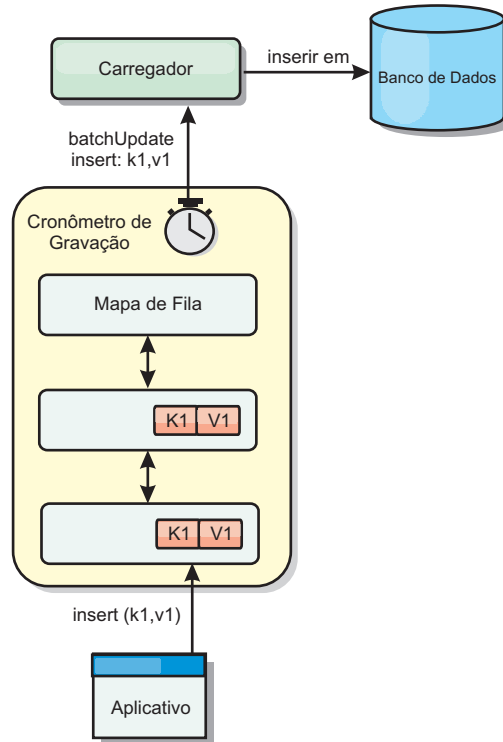 Carregador
inserir em
Banco de Dados
batchUpdate
insert: k1,v1
Cronômetro de
Gravação
Mapa de Fila
K1 V1
K1 V1
insert (k1,v1)
Aplicativo